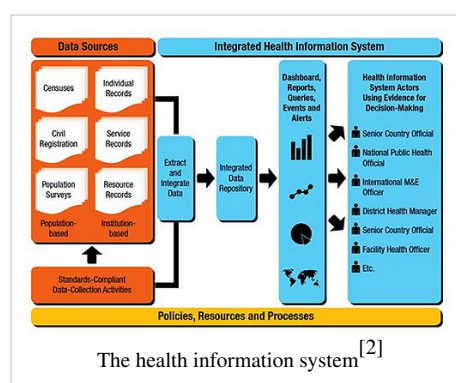 Data Sources
Integrated Health Information System
Censuses
Individual
Records
Civil
Registration
Service
Records
Population
Surveys
Resource
Records
Population-
based
Institution-
based
Standards-Compliant
Data-Collection Activities
Extract
and
Integrate
Data
Integrated
Data
Repository
Dashboard,
Reports,
Queries,
Events and
Alerts
Health Information
System Actors
Using Evidence for
Decision-Making
Senior Country Official
National Public Health
Official
International M&E
Officer
District Health Manager
Senior Country Official
Facility Health Officer
Etc.
Policies, Resources and Processes
The health information system[2]